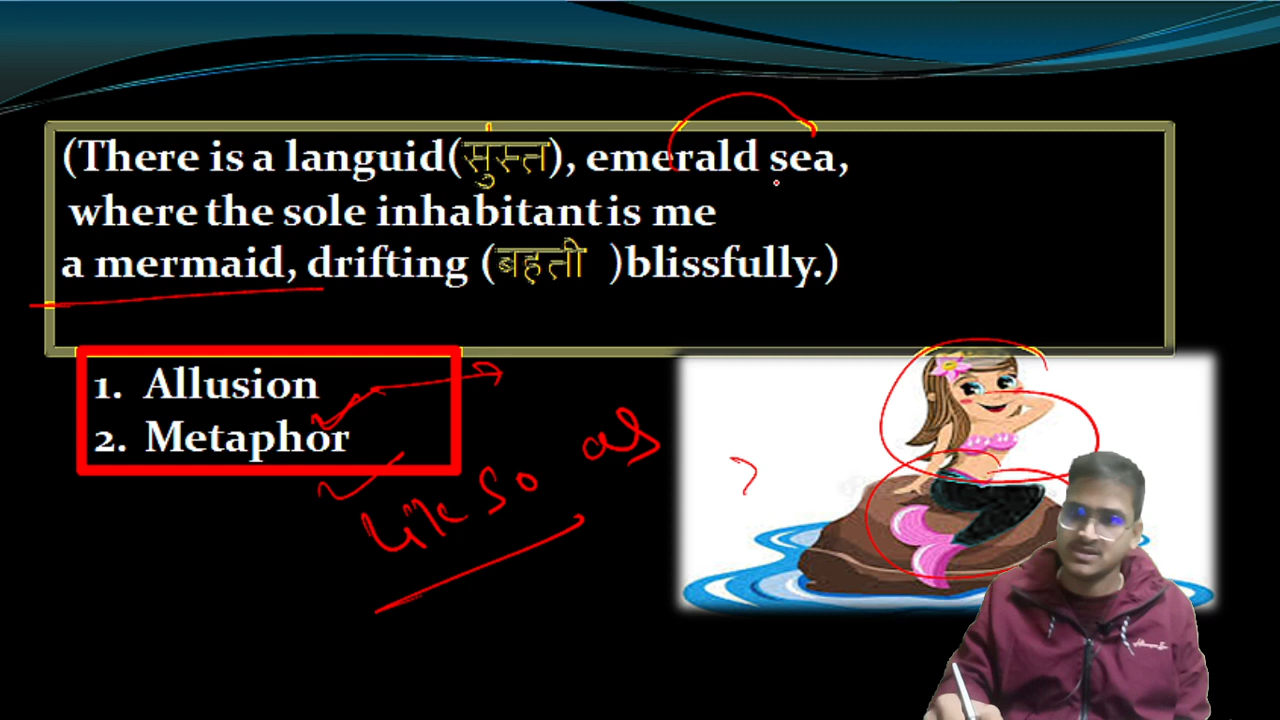 (There is a languid(सुस्त), emerald sea,
where the sole inhabitant is me
a mermaid, drifting (बहती )blissfully.)
1. Allusion
2. Metaphor
like so as